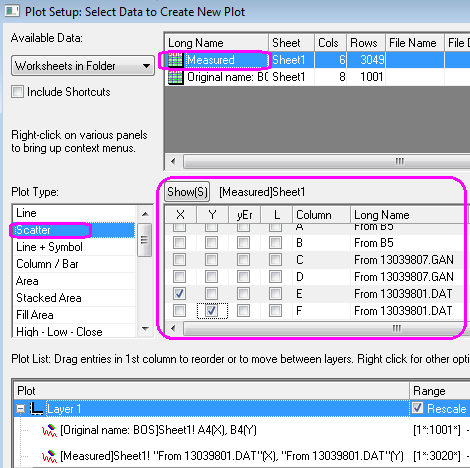 Plot Setup: Select Data to Create New Plot
Available Data:
Worksheets in Folder
Include Shortcuts
Right-click on various panels
to bring up context menus.
Long Name Sheet Cols Rows File Name File D
Measured Sheet1 6 3049
Original name: BOS Sheet1 8 1001
Plot Type:
Line
Scatter
Line + Symbol
Column / Bar
Area
Stacked Area
Fill Area
High - Low - Close
Show(S) [Measured]Sheet1
X Y yEr L Column Long Name
A From B5
B From B5
C From 13039807.GAN
D From 13039807.GAN
E From 13039801.DAT
F From 13039801.DAT
Plot List: Drag entries in 1st column to reorder or to move between layers. Right click for other opti
Plot Range
Layer 1 Rescale
[Original name: BOS]Sheet1! A4(X), B4(Y) [1*:1001*]
[Measured]Sheet1! "From 13039801.DAT"(X), "From 13039801.DAT"(Y) [1*:3020*]